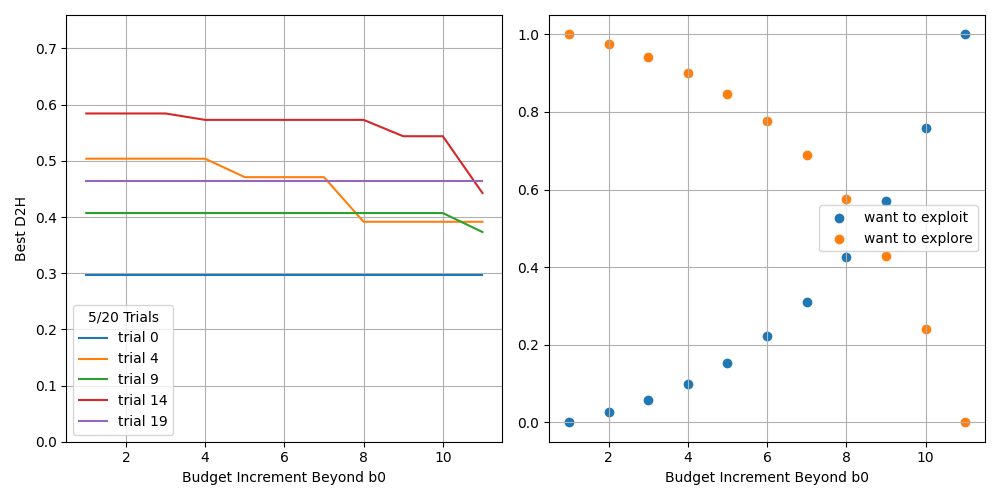 0.7
0.6
0.5
0.4
0.3
0.2
0.1
0.0
Best D2H
5/20 Trials
trial 0
trial 4
trial 9
trial 14
trial 19
2 4 6 8 10
Budget Increment Beyond b0
1.0
0.8
0.6
0.4
0.2
0.0
want to exploit
want to explore
2 4 6 8 10
Budget Increment Beyond b0